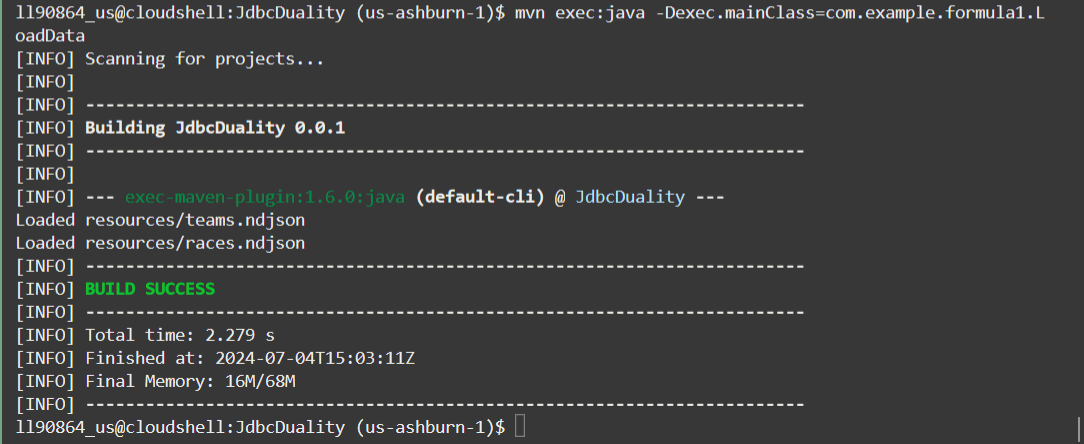 ll90864_us@cloudshell:JdbcDuality (us-ashburn-1)$ mvn exec:java -Dexec.mainClass=com.example.formula1.L
oadData
[INFO] Scanning for projects...
[INFO]
[INFO] ------------------------------------------------------------------------
[INFO] Building JdbcDuality 0.0.1
[INFO] ------------------------------------------------------------------------
[INFO]
[INFO] --- exec-maven-plugin:1.6.0:java (default-cli) @ JdbcDuality ---
Loaded resources/teams.ndjson
Loaded resources/races.ndjson
[INFO] ------------------------------------------------------------------------
[INFO] BUILD SUCCESS
[INFO] ------------------------------------------------------------------------
[INFO] Total time: 2.279 s
[INFO] Finished at: 2024-07-04T15:03:11Z
[INFO] Final Memory: 16M/68M
[INFO] ------------------------------------------------------------------------
ll90864_us@cloudshell:JdbcDuality (us-ashburn-1)$